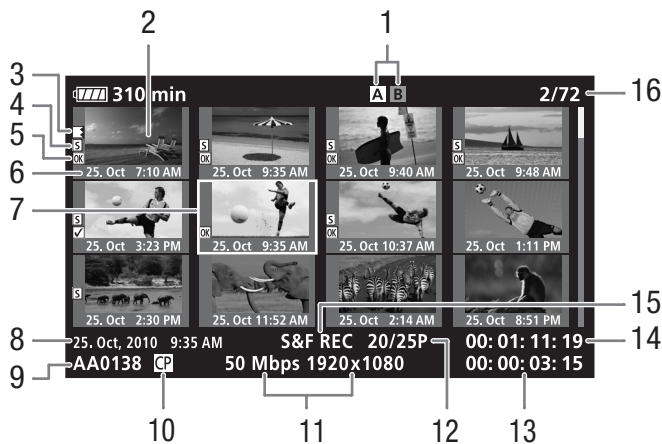 1
2
3
4
5
6
7
8
9
310 min A B 2/72 16
S OK S OK S OK
25. Oct 7:10 AM 25. Oct 9:35 AM 25. Oct 9:40 AM 25. Oct 9:48 AM
S OK S OK
25. Oct 3:23 PM 25. Oct 9:35 AM 25. Oct 10:37 AM 25. Oct 1:11 PM
S
25. Oct 2:30 PM 25. Oct 11:52 AM 25. Oct 2:14 AM 25. Oct 8:51 PM
15
25. Oct, 2010 9:35 AM S&F REC 20/25P 00: 01: 11: 19 14
AA0138 CP 50 Mbps 1920x1080 00: 00: 03: 15
10 11 12 13